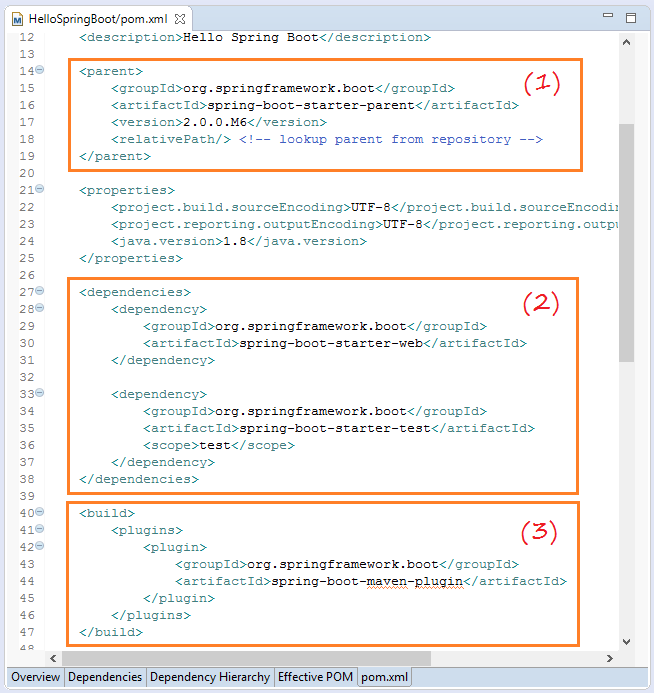 HelloSpringBoot/pom.xml
12 <description>Hello Spring Boot</description>
13
14 <parent>
(1)
15 <groupId>org.springframework.boot</groupId>
16 <artifactId>spring-boot-starter-parent</artifactId>
17 <version>2.0.0.M6</version>
18 <relativePath/> <!-- lookup parent from repository -->
19 </parent>
20
21 <properties>
22 <project.build.sourceEncoding>UTF-8</project.build.sourceEncoding
23 <project.reporting.outputEncoding>UTF-8</project.reporting.outpu
24 <java.version>1.8</java.version>
25 </properties>
26
27 <dependencies>
(2)
28 <dependency>
29 <groupId>org.springframework.boot</groupId>
30 <artifactId>spring-boot-starter-web</artifactId>
31 </dependency>
32
33 <dependency>
34 <groupId>org.springframework.boot</groupId>
35 <artifactId>spring-boot-starter-test</artifactId>
36 <scope>test</scope>
37 </dependency>
38 </dependencies>
39
40 <build>
(3)
41 <plugins>
42 <plugin>
43 <groupId>org.springframework.boot</groupId>
44 <artifactId>spring-boot-maven-plugin</artifactId>
45 </plugin>
46 </plugins>
47 </build>
48
Overview Dependencies Dependency Hierarchy Effective POM pom.xml